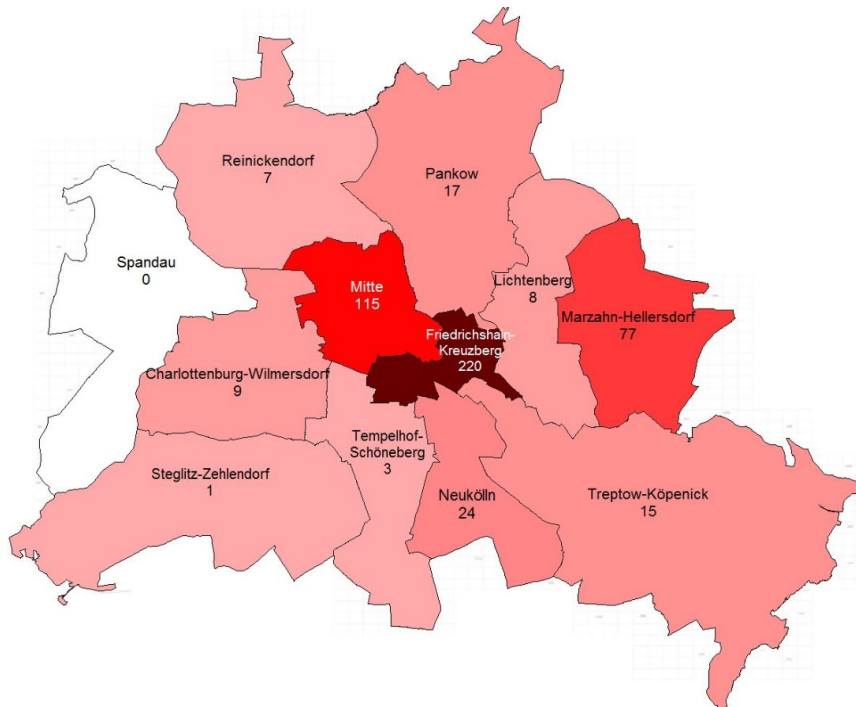 Reinickendorf
7
Pankow
17
Spandau
0
Mitte
115
Lichtenberg
8
Marzahn-Hellersdorf
77
Friedrichshain-
Kreuzberg
220
Charlottenburg-Wilmersdorf
9
Tempelhof-
Schöneberg
3
Steglitz-Zehlendorf
1
Neukölln
24
Treptow-Köpenick
15